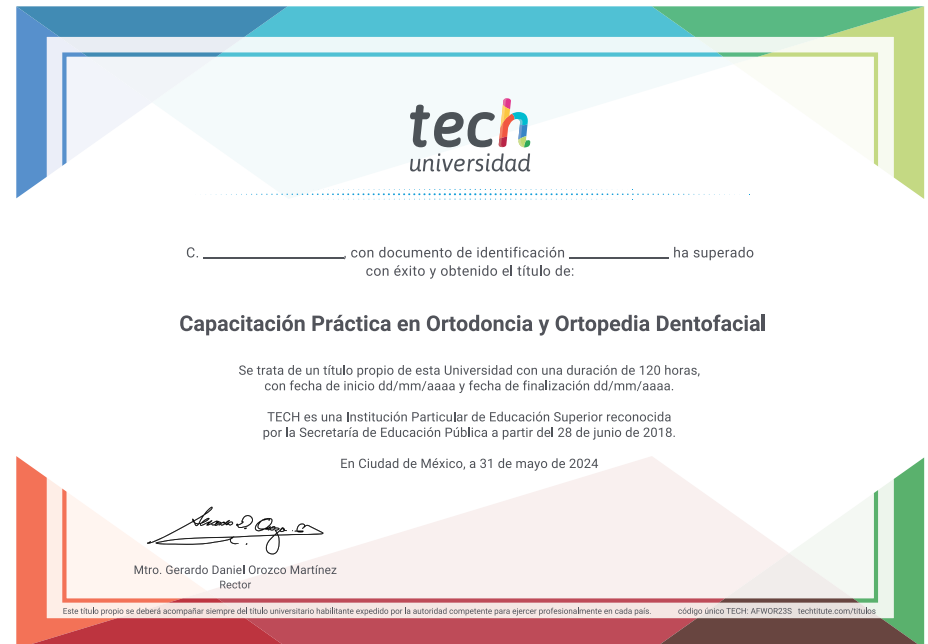 tech
universidad
C. ____________________, con documento de identificación ______________ ha superado
con éxito y obtenido el título de:
Capacitación Práctica en Ortodoncia y Ortopedia Dentofacial
Se trata de un título propio de esta Universidad con una duración de 120 horas,
con fecha de inicio dd/mm/aaaa y fecha de finalización dd/mm/aaaa.
TECH es una Institución Particular de Educación Superior reconocida
por la Secretaría de Educación Pública a partir del 28 de junio de 2018.
En Ciudad de México, a 31 de mayo de 2024
Mtro. Gerardo Daniel Orozco Martínez
Rector
Este título propio se deberá acompañar siempre del título universitario habilitante expedido por la autoridad competente para ejercer profesionalmente en cada país. código único TECH: AFWOR23S techtitute.com/titulos